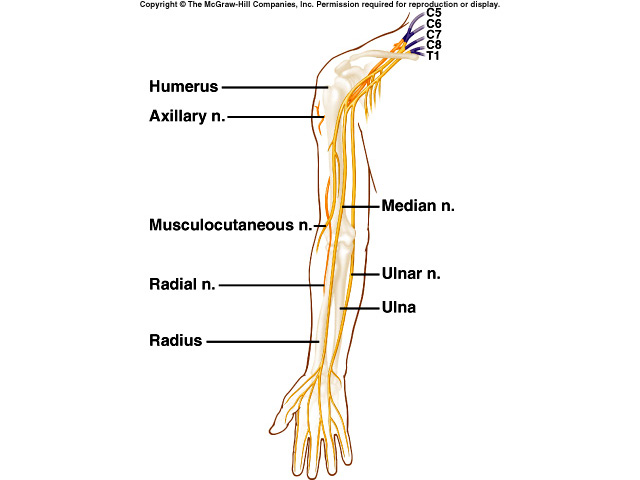 Copyright © The McGraw-Hill Companies, Inc. Permission required for reproduction or display.
C5
C6
C7
C8
T1
Humerus
Axillary n.
Median n.
Musculocutaneous n.
Ulnar n.
Radial n.
Ulna
Radius